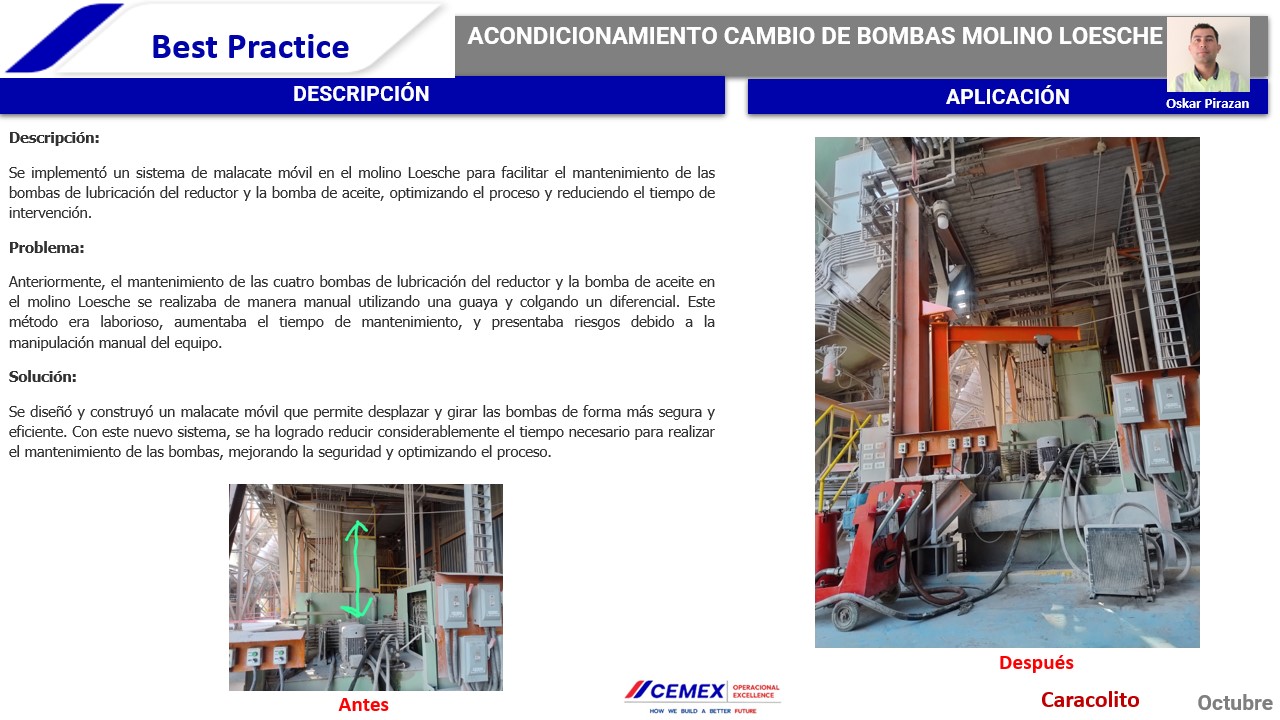 Best Practice
ACONDICIONAMIENTO CAMBIO DE BOMBAS MOLINO LOESCHE
DESCRIPCIÓN
APLICACIÓN
Oskar Pirazan
Descripción:
Se implementó un sistema de malacate móvil en el molino Loesche para facilitar el mantenimiento de las
bombas de lubricación del reductor y la bomba de aceite, optimizando el proceso y reduciendo el tiempo de
intervención.
Problema:
Anteriormente, el mantenimiento de las cuatro bombas de lubricación del reductor y la bomba de aceite en
el molino Loesche se realizaba de manera manual utilizando una guaya y colgando un diferencial. Este
método era laborioso, aumentaba el tiempo de mantenimiento, y presentaba riesgos debido a la
manipulación manual del equipo.
Solución:
Se diseñó y construyó un malacate móvil que permite desplazar y girar las bombas de forma más segura y
eficiente. Con este nuevo sistema, se ha logrado reducir considerablemente el tiempo necesario para realizar
el mantenimiento de las bombas, mejorando la seguridad y optimizando el proceso.
Antes
Después
CEMEX
OPERACIONAL
EXCELLENCE
HOW WE BUILD A BETTER FUTURE
Caracolito
Octubre